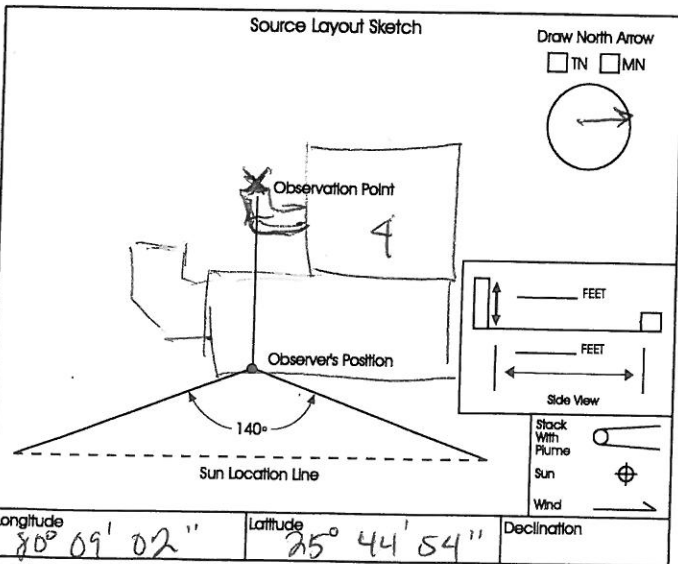 Source Layout Sketch
Draw North Arrow
TN MN
Observation Point
4
FEET
Observer's Position
FEET
Side View
140°
Sun Location Line
Stack
With
Plume
Sun
Wind
Longitude
80° 09' 02"
Latitude
25° 44' 54"
Declination